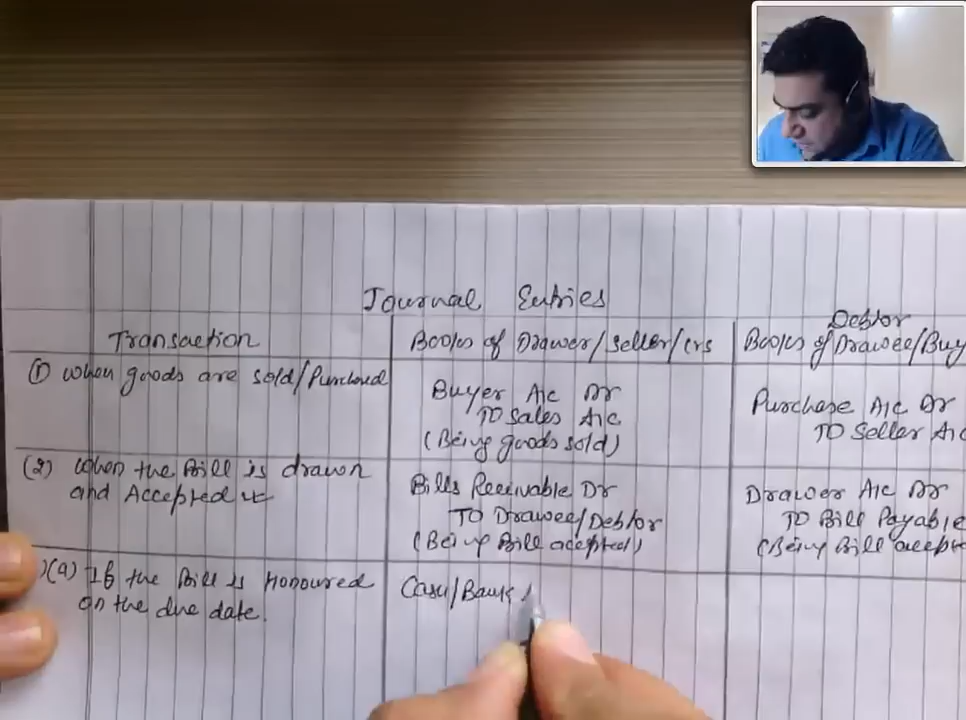 Journal Entries
Transaction
Books of Drawer/Seller/Crs
Debtor
Books of Drawee/Buy
(1) When goods are sold/Purchased
Buyer A/c Dr
To Sales A/c
(Being goods sold)
Purchase A/c Dr
To Seller A/c
(2) When the Bill is drawn
and Accepted it
Bills Receivable Dr
To Drawee/Debtor
(Being Bill accepted)
Drawer A/c Dr
To Bill Payable
(Being Bill accepte
)(a) If the Bill is Honoured
on the due date.
Cash/Bank